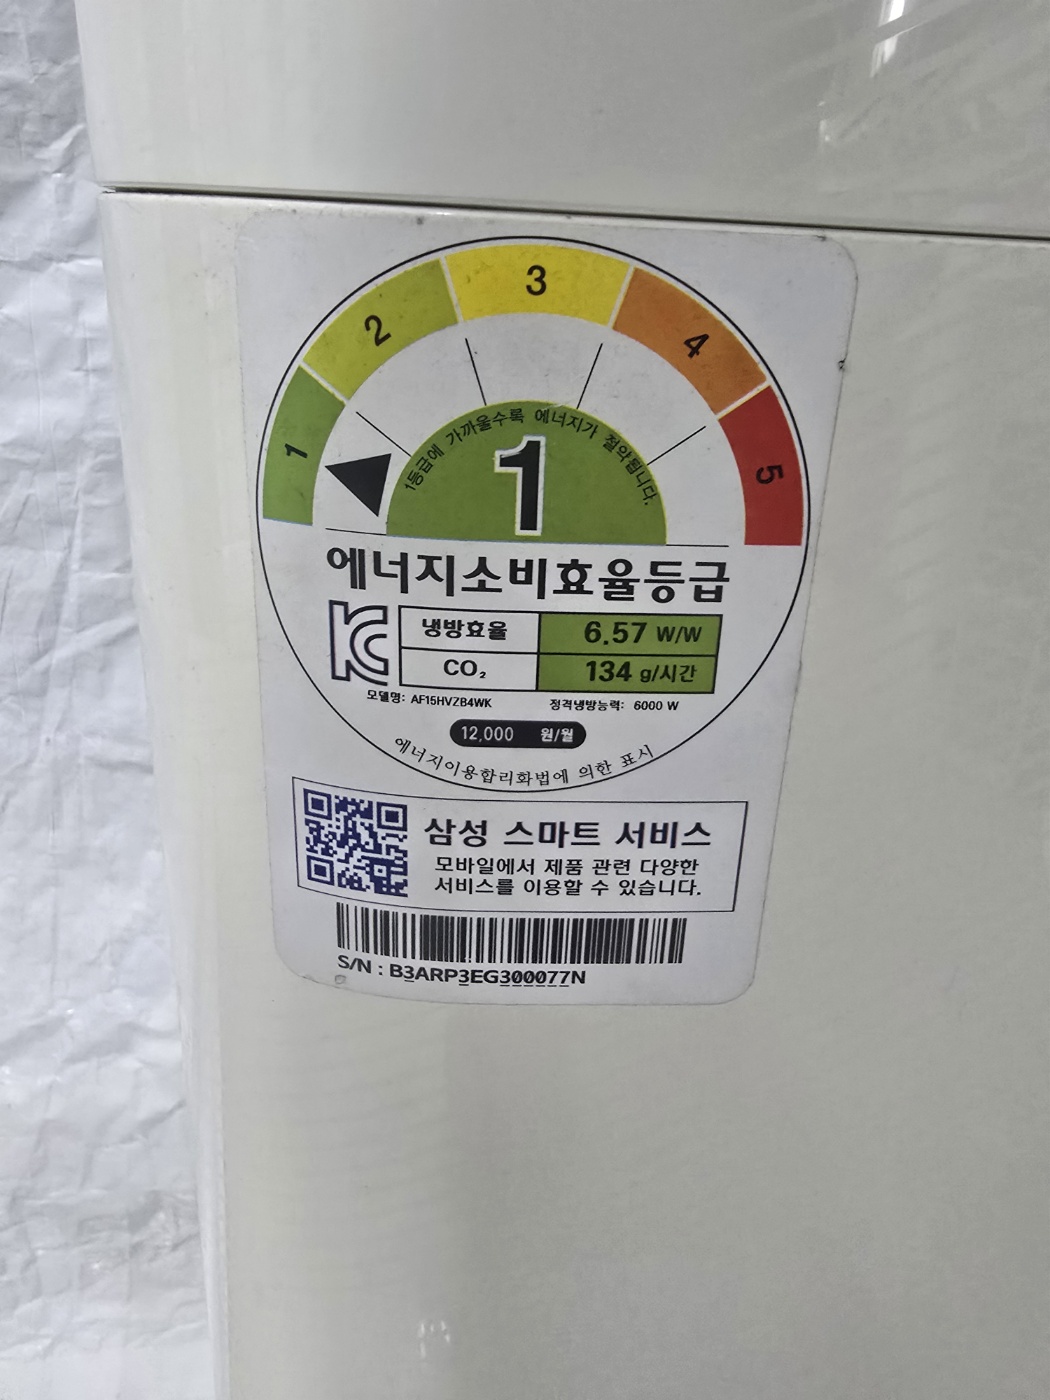 1
2
3
4
5
1등급에 가까울수록 에너지가 절약됩니다.
1
에너지소비효율등급
냉방효율 6.57 W/W
CO₂ 134 g/시간
모델명: AF15HVZB4WK 정격냉방능력: 6000 W
12,000 원/월
에너지이용합리화법에 의한 표시
삼성 스마트 서비스
모바일에서 제품 관련 다양한
서비스를 이용할 수 있습니다.
S/N : B3ARP3EG300077N